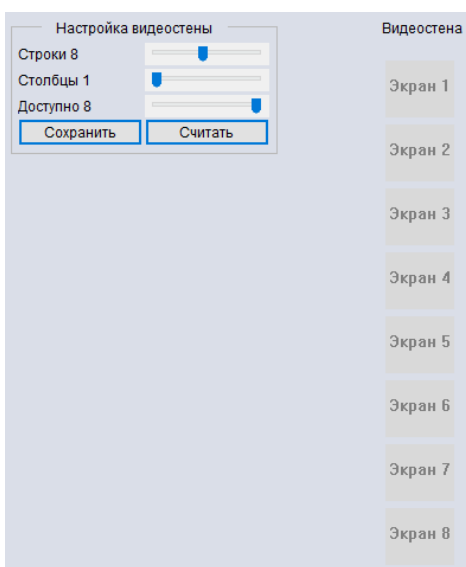 Настройка видеостены
Видеостена
Строки 8
Столбцы 1
Доступно 8
Сохранить Считать
Экран 1
Экран 2
Экран 3
Экран 4
Экран 5
Экран 6
Экран 7
Экран 8